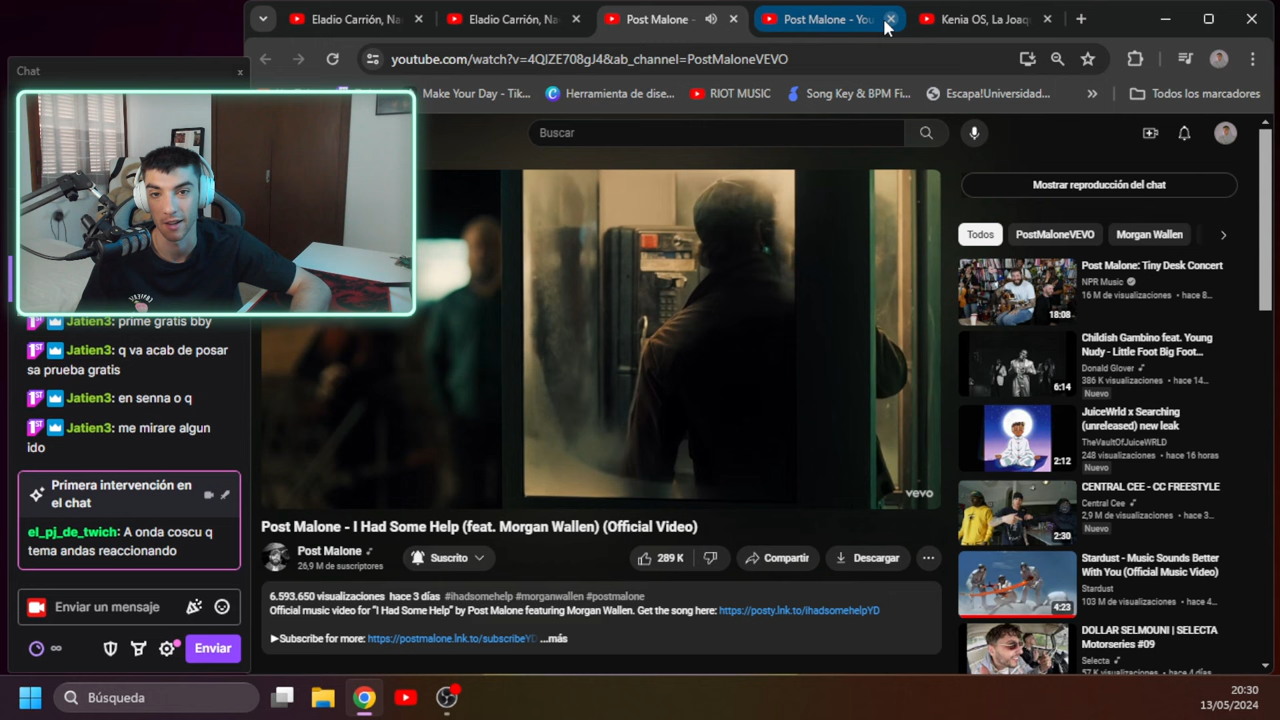 Eladio Carrión, Na
Eladio Carrión, Na
Post Malone -
Post Malone - You
Kenia OS, La Joaq
youtube.com/watch?v=4QIZE708gJ4&ab_channel=PostMaloneVEVO
Make Your Day - Tik...
Herramienta de dise...
RIOT MUSIC
Song Key & BPM Fi...
Escapa!Universidad...
Todos los marcadores
Chat
Buscar
Mostrar reproducción del chat
Todos
PostMaloneVEVO
Morgan Wallen
Post Malone: Tiny Desk Concert
NPR Music
16 M de visualizaciones • hace 8...
18:08
Childish Gambino feat. Young
Nudy - Little Foot Big Foot...
Donald Glover
386 K visualizaciones • hace 14...
Nuevo
6:14
JuiceWrld x Searching
(unreleased) new leak
TheVaultOfJuiceWRLD
248 visualizaciones • hace 16 horas
Nuevo
2:12
CENTRAL CEE - CC FREESTYLE
Central Cee
2,9 M de visualizaciones • hace...
Nuevo
2:30
Stardust - Music Sounds Better
With You (Official Music Video)
Stardust
103 M de visualizaciones • hace 4...
4:23
DOLLAR SELMOUNI | SELECTA
Motorseries #09
Selecta
57 K visualizaciones • hace 4 días
Jatien3: prime gratis bby
Jatien3: q va acab de posar
sa prueba gratis
Jatien3: en senna o q
Jatien3: me mirare algun
ido
Primera intervención en
el chat
el_pj_de_twich: A onda coscu q
tema andas reaccionando
Enviar un mensaje
Enviar
vevo
Post Malone - I Had Some Help (feat. Morgan Wallen) (Official Video)
Post Malone
26,9 M de suscriptores
Suscrito
289 K
Compartir
Descargar
6.593.650 visualizaciones hace 3 días #ihadsomehelp #morganwallen #postmalone
Official music video for "I Had Some Help" by Post Malone featuring Morgan Wallen. Get the song here: https://posty.lnk.to/ihadsomehelpYD
▶Subscribe for more: https://postmalone.lnk.to/subscribeYD ...más
Búsqueda
20:30
13/05/2024